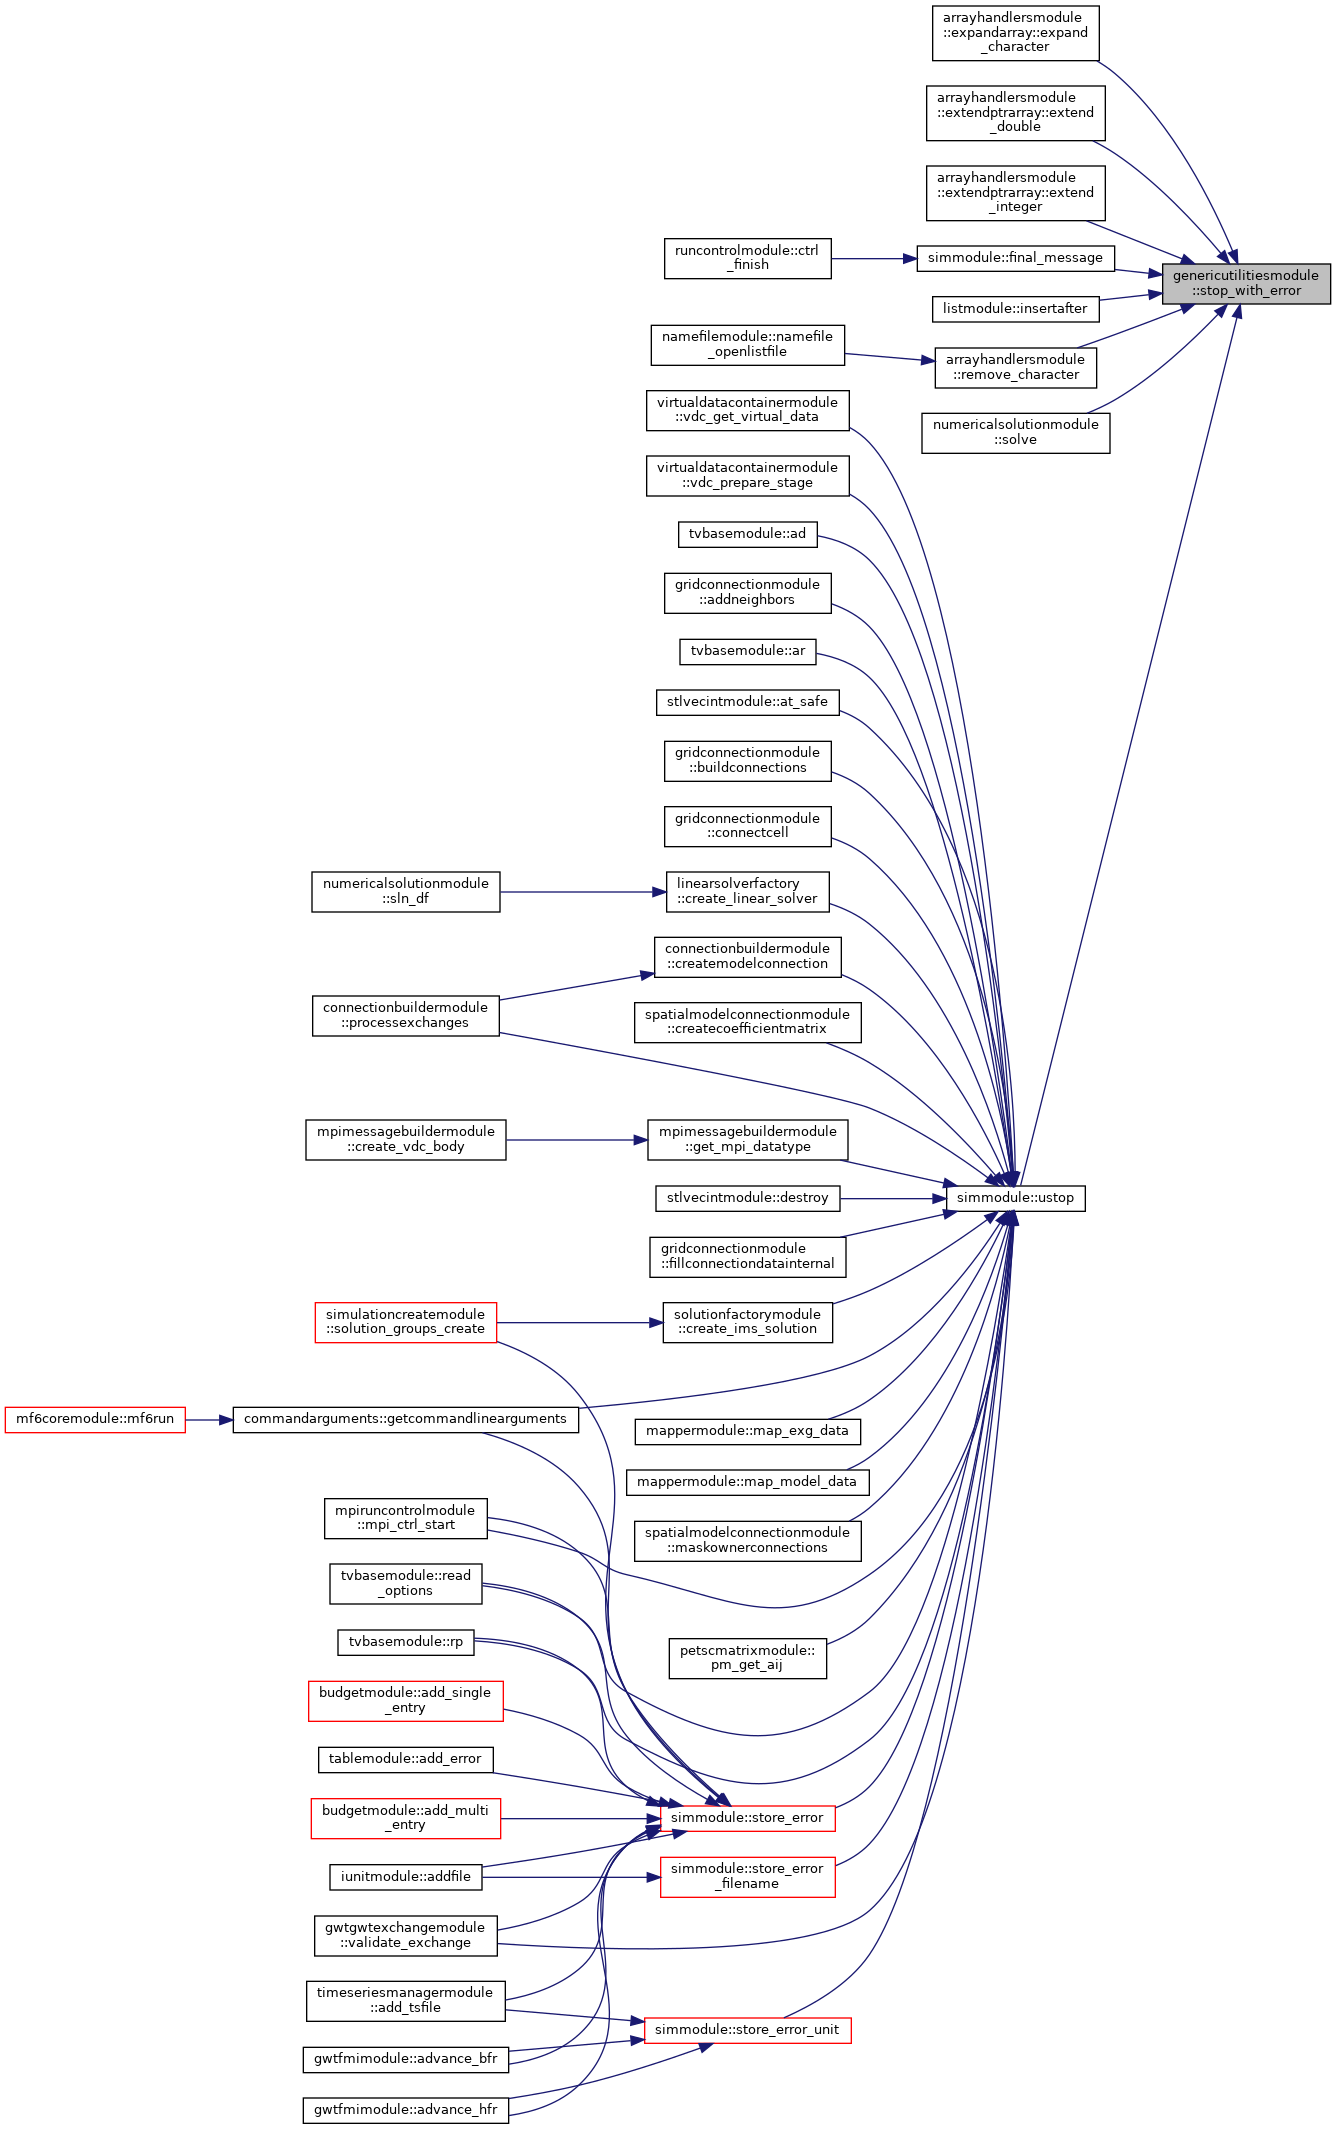 arrayhandlersmodule
::expandarray::expand
_character
arrayhandlersmodule
::extendptrarray::extend
_double
arrayhandlersmodule
::extendptrarray::extend
_integer
runcontrolmodule::ctrl
_finish
simmodule::final_message
genericutilitiesmodule
::stop_with_error
listmodule::insertafter
namefilemodule::namefile
_openlistfile
arrayhandlersmodule
::remove_character
virtualdatacontainermodule
::vdc_get_virtual_data
numericalsolutionmodule
::solve
virtualdatacontainermodule
::vdc_prepare_stage
tvbasemodule::ad
gridconnectionmodule
::addneighbors
tvbasemodule::ar
stlvecintmodule::at_safe
gridconnectionmodule
::buildconnections
gridconnectionmodule
::connectcell
numericalsolutionmodule
::sln_df
linearsolverfactory
::create_linear_solver
connectionbuildermodule
::createmodelconnection
connectionbuildermodule
::processexchanges
spatialmodelconnectionmodule
::createcoefficientmatrix
mpimessagebuildermodule
::create_vdc_body
mpimessagebuildermodule
::get_mpi_datatype
stlvecintmodule::destroy
simmodule::ustop
gridconnectionmodule
::fillconnectiondatainternal
simulationcreatemodule
::solution_groups_create
solutionfactorymodule
::create_ims_solution
mf6coremodule::mf6run
commandarguments::getcommandlinearguments
mappermodule::map_exg_data
mappermodule::map_model_data
mpiruncontrolmodule
::mpi_ctrl_start
spatialmodelconnectionmodule
::maskownerconnections
tvbasemodule::read
_options
tvbasemodule::rp
petscmatrixmodule::
pm_get_aij
budgetmodule::add_single
_entry
tablemodule::add_error
budgetmodule::add_multi
_entry
simmodule::store_error
iunitmodule::addfile
simmodule::store_error
_filename
gwtgwtexchangemodule
::validate_exchange
timeseriesmanagermodule
::add_tsfile
simmodule::store_error_unit
gwtfmimodule::advance_bfr
gwtfmimodule::advance_hfr